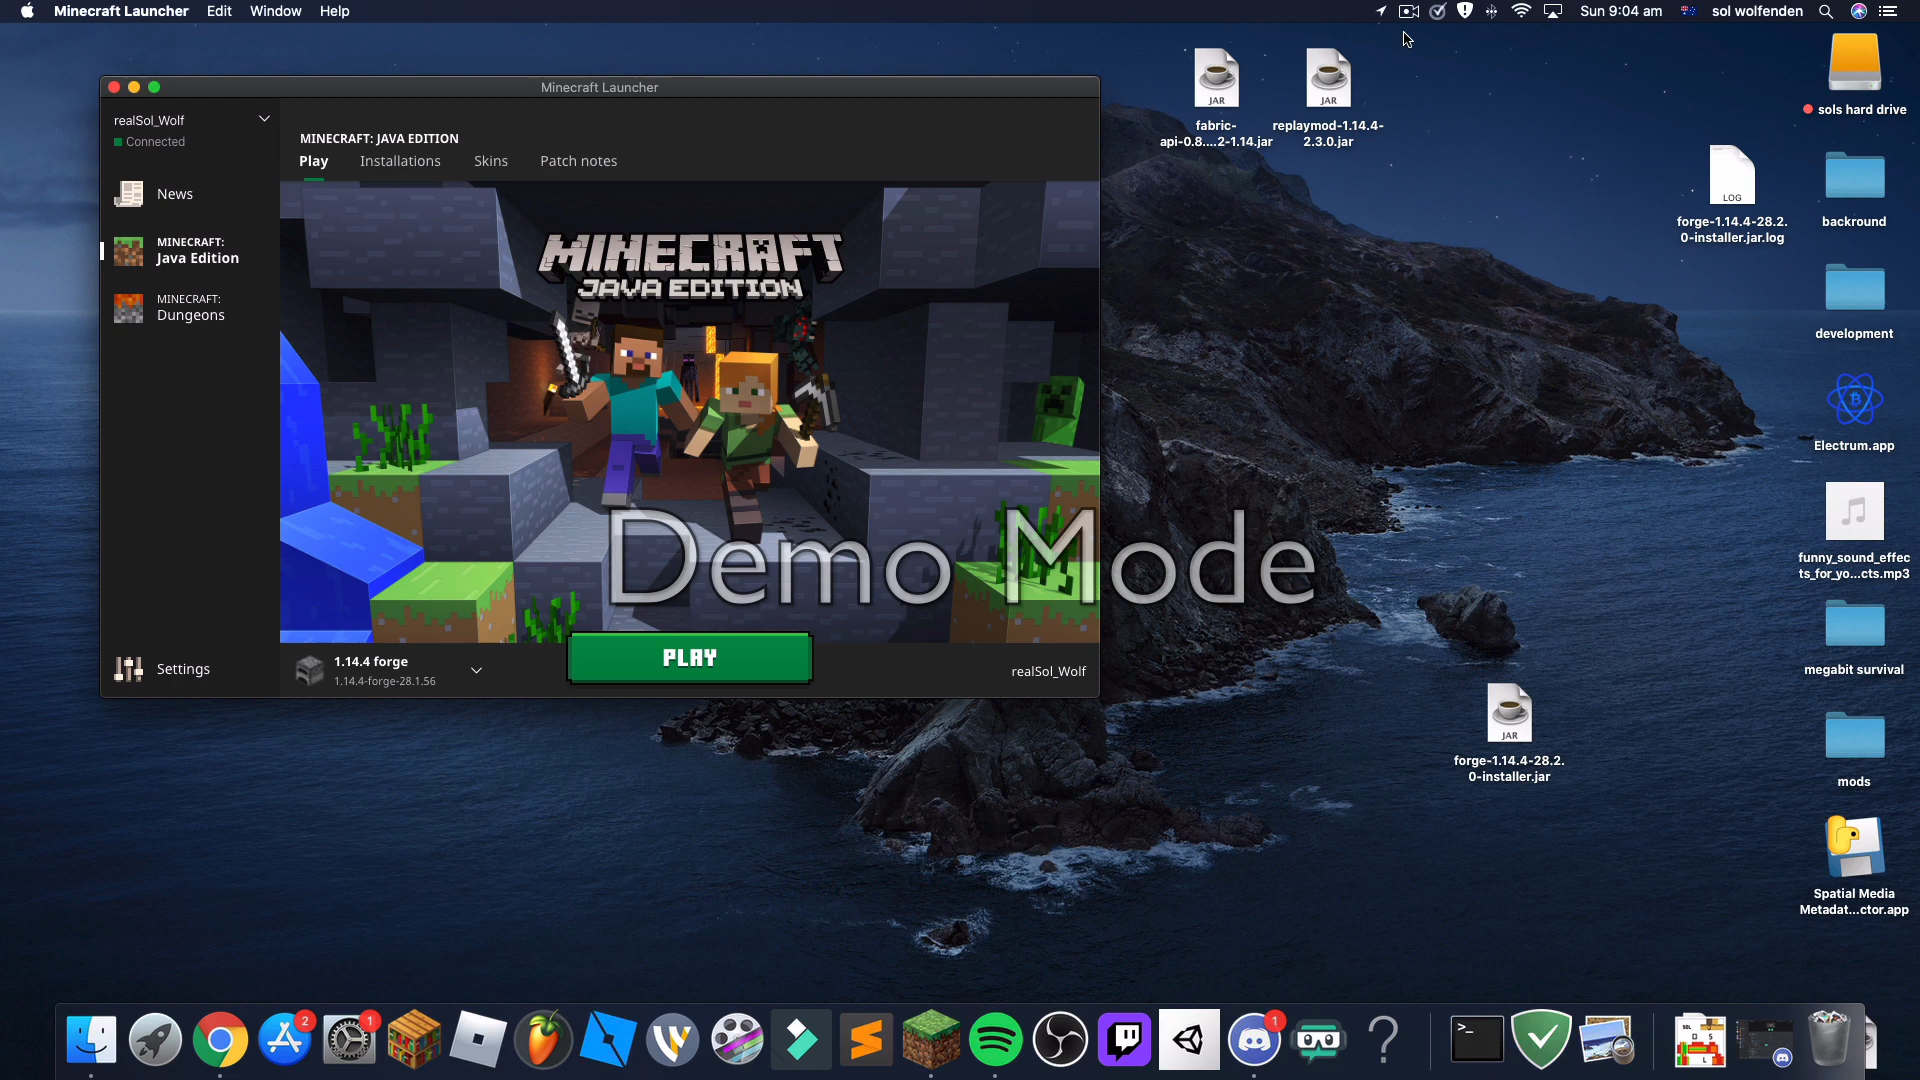 Minecraft Launcher Edit Window Help
Sun 9:04 am sol wolfenden
Minecraft Launcher
realSol_Wolf
Connected
News
MINECRAFT:
Java Edition
MINECRAFT:
Dungeons
Settings
MINECRAFT: JAVA EDITION
Play Installations Skins Patch notes
MINECRAFT
JAVA EDITION
Demo Mode
1.14.4 forge
1.14.4-forge-28.1.56
PLAY
realSol_Wolf
JAR
fabric-
api-0.8....2-1.14.jar
JAR
replaymod-1.14.4-
2.3.0.jar
LOG
forge-1.14.4-28.2.
0-installer.jar.log
JAR
forge-1.14.4-28.2.
0-installer.jar
sols hard drive
backround
development
Electrum.app
funny_sound_effec
ts_for_yo...cts.mp3
megabit survival
mods
Spatial Media
Metadat...ctor.app
2
1
1
>_
?
SOL